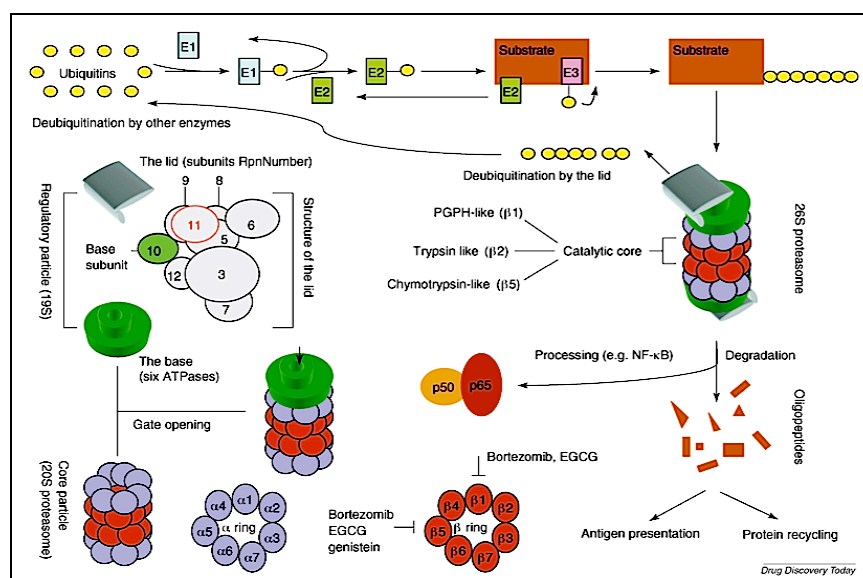 E1
Ubiquitins
E1
E2
E2
Substrate
E2
E3
Substrate
Deubiquitination by other enzymes
Deubiquitination by the lid
The lid (subunits RpnNumber)
9
8
11
6
5
10
12
3
7
Regulatory particle (19S)
Base
subunit
Structure of the lid
The base
(six ATPases)
Gate opening
Core particle
(20S proteasome)
PGPH-like (β1)
Trypsin like (β2)
Chymotrypsin-like (β5)
Catalytic core
26S proteasome
Processing (e.g. NF-κB)
Degradation
p50
p65
Oligopeptides
Bortezomib, EGCG
Bortezomib
EGCG
genistein
α1
α2
α3
α4
α5
α6
α7
α ring
β1
β2
β3
β4
β5
β6
β7
β ring
Antigen presentation
Protein recycling
Drug Discovery Today